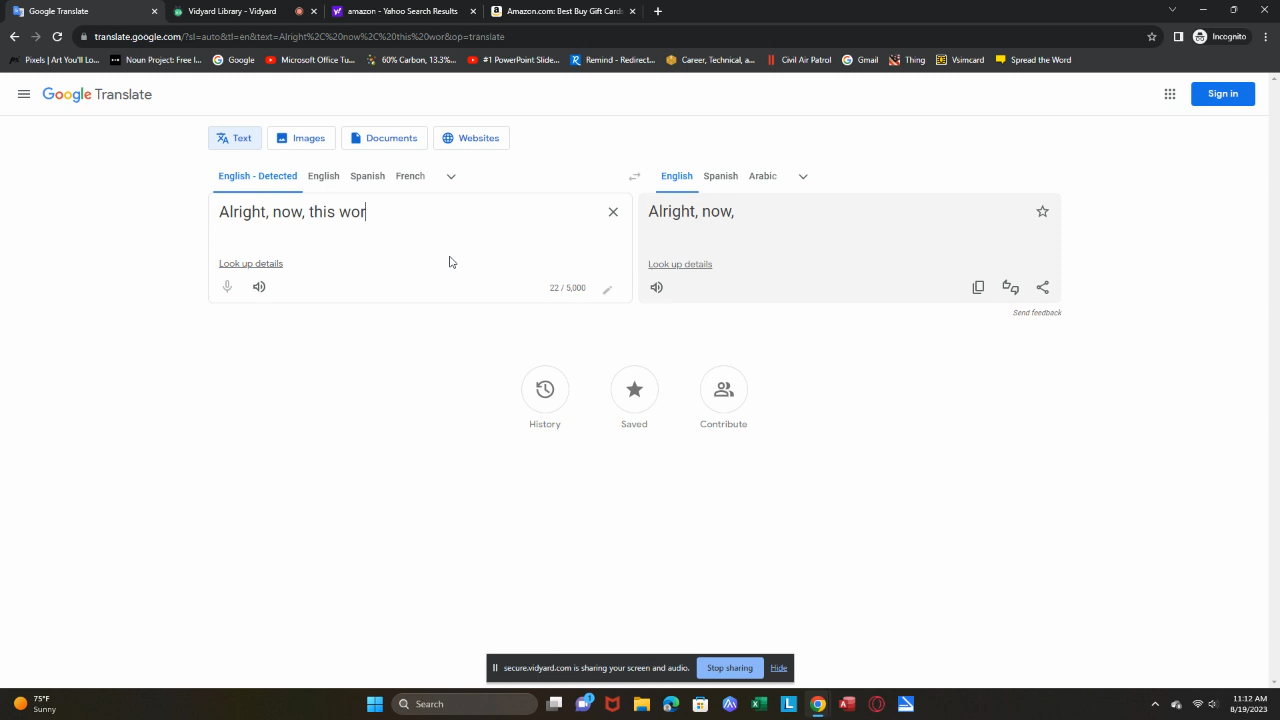 Google Translate
Vidyard Library - Vidyard
amazon - Yahoo Search Results
Amazon.com: Best Buy Gift Cards
translate.google.com/?sl=auto&tl=en&text=Alright%2C%20now%2C%20this%20wor&op=translate
Incognito
Pixels | Art You'll Lo...
Noun Project: Free I...
Google
Microsoft Office Tu...
60% Carbon, 13.3%...
#1 PowerPoint Slide...
Remind - Redirect...
Career, Technical, a...
Civil Air Patrol
Gmail
Thing
Vsimcard
Spread the Word
Google Translate
Sign in
Text
Images
Documents
Websites
English - Detected
English
Spanish
French
English
Spanish
Arabic
Alright, now, this wor
Alright, now,
Look up details
Look up details
22 / 5,000
Send feedback
History
Saved
Contribute
secure.vidyard.com is sharing your screen and audio.
Stop sharing
Hide
75°F
Sunny
Search
11:12 AM
8/19/2023